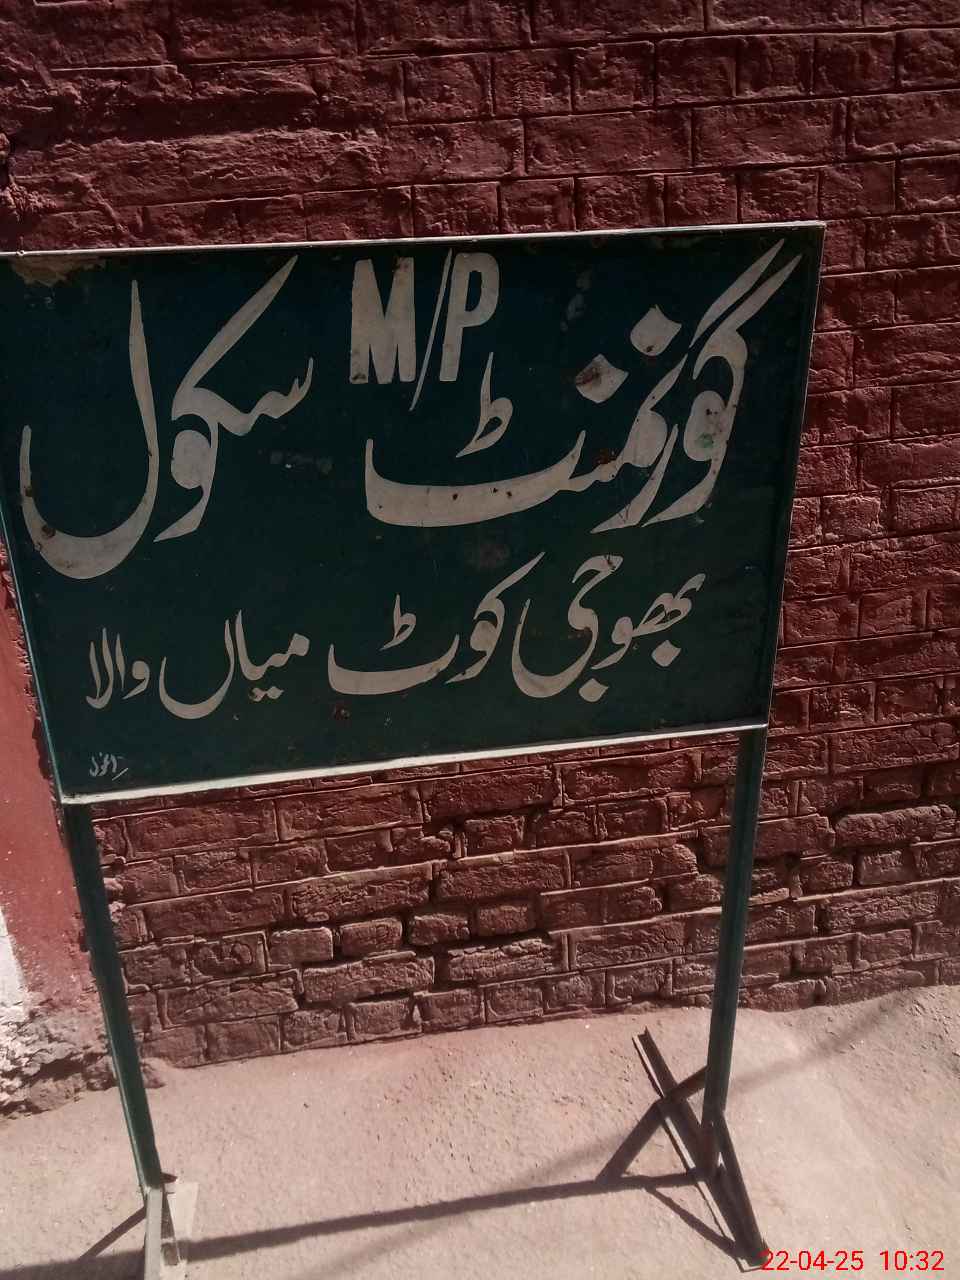 گورنمنٹ M/P سکول
بھوجی کوٹ میاں والا
22-04-25 10:32